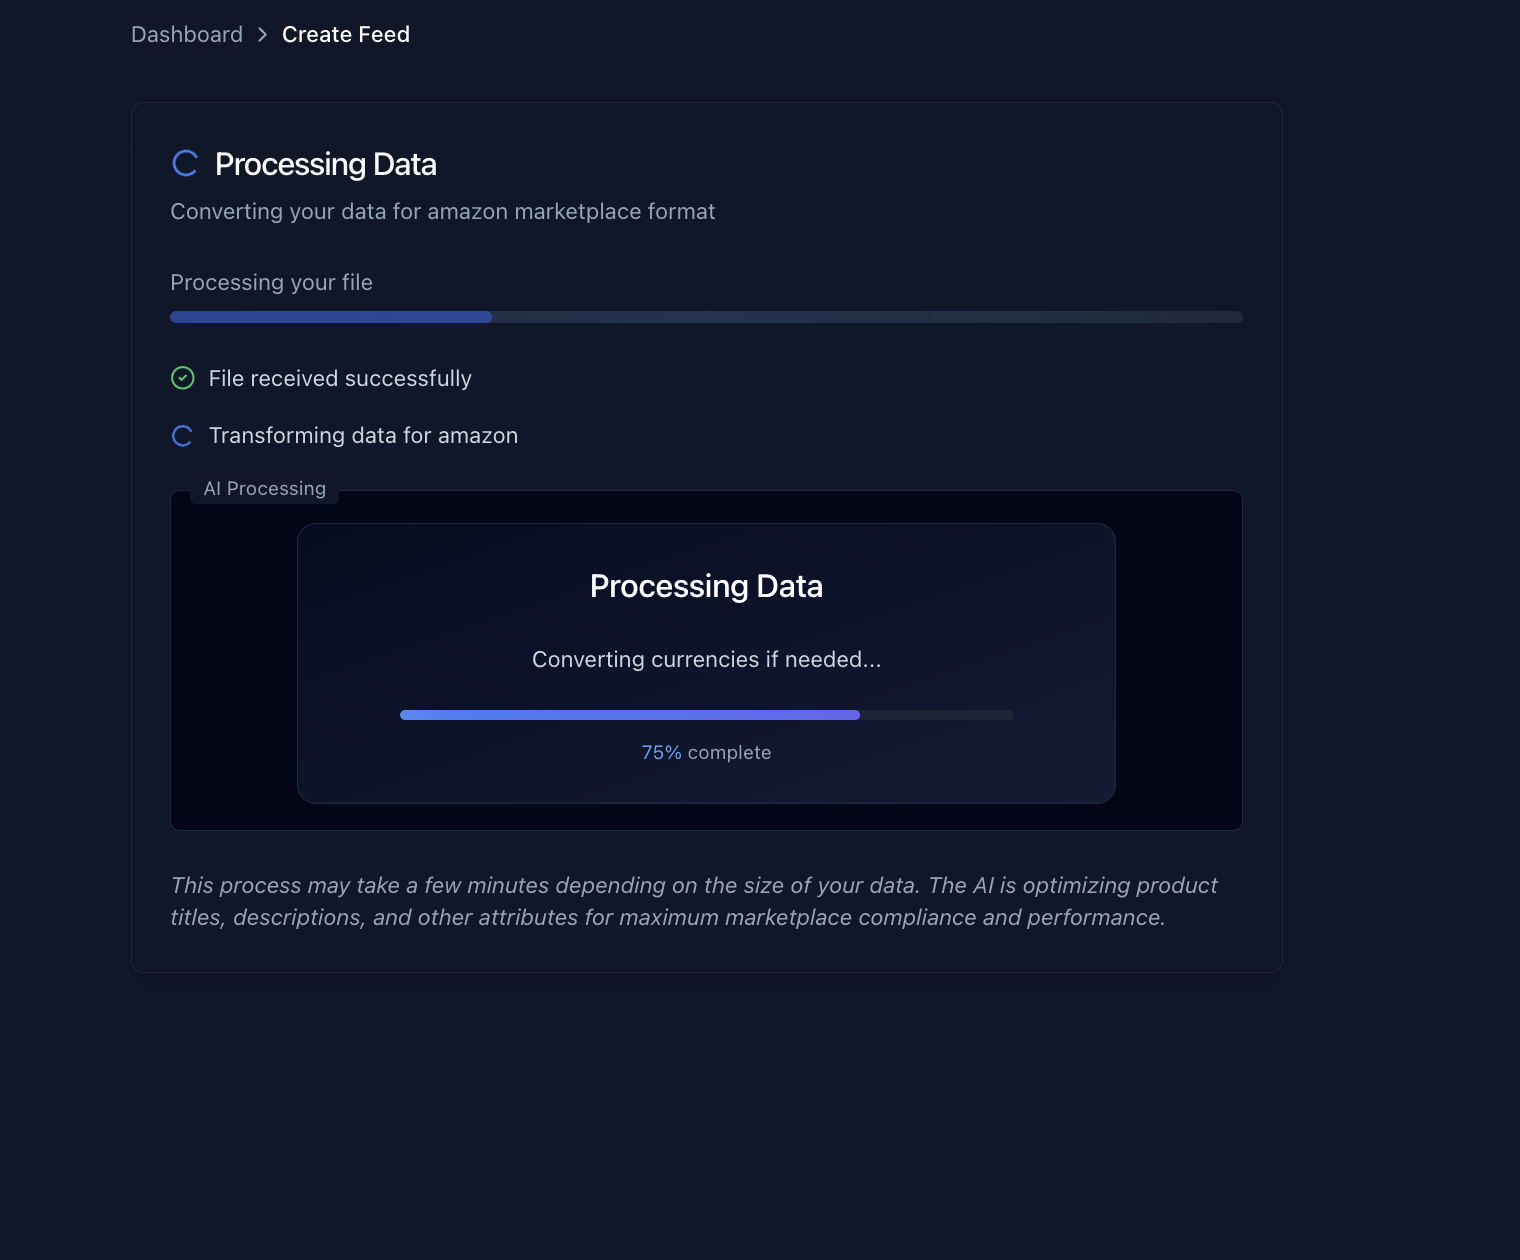 Dashboard > Create Feed
Processing Data
Converting your data for amazon marketplace format
Processing your file
File received successfully
Transforming data for amazon
AI Processing
Processing Data
Converting currencies if needed...
75% complete
This process may take a few minutes depending on the size of your data. The AI is optimizing product
titles, descriptions, and other attributes for maximum marketplace compliance and performance.